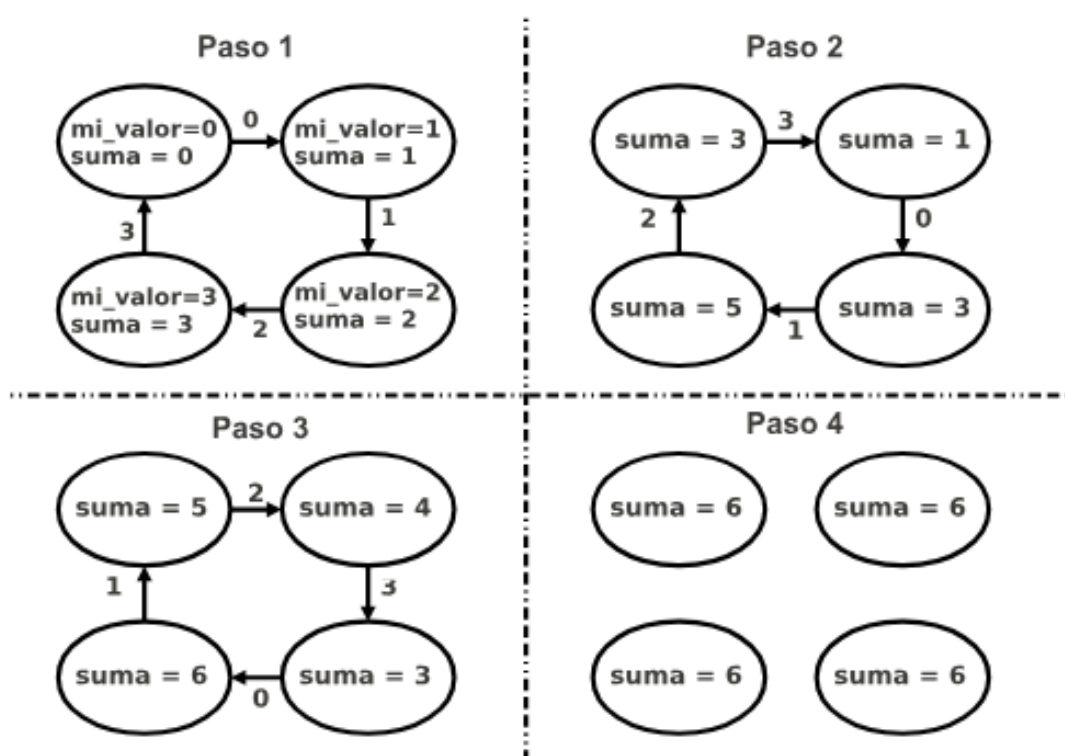 Paso 1
mi_valor=0
suma = 0
0
mi_valor=1
suma = 1
3
1
mi_valor=3
suma = 3
2
mi_valor=2
suma = 2
Paso 2
suma = 3
3
suma = 1
2
0
suma = 5
1
suma = 3
Paso 3
suma = 5
2
suma = 4
1
3
suma = 6
0
suma = 3
Paso 4
suma = 6
suma = 6
suma = 6
suma = 6